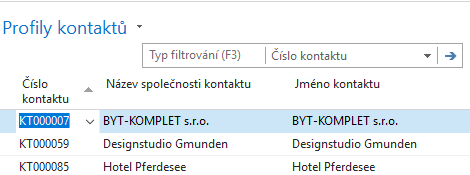 Profily kontaktů
Typ filtrování (F3) Číslo kontaktu
Číslo kontaktu Název společnosti kontaktu Jméno kontaktu
KT000007 BYT-KOMPLET s.r.o. BYT-KOMPLET s.r.o.
KT000059 Designstudio Gmunden Designstudio Gmunden
KT000085 Hotel Pferdesee Hotel Pferdesee